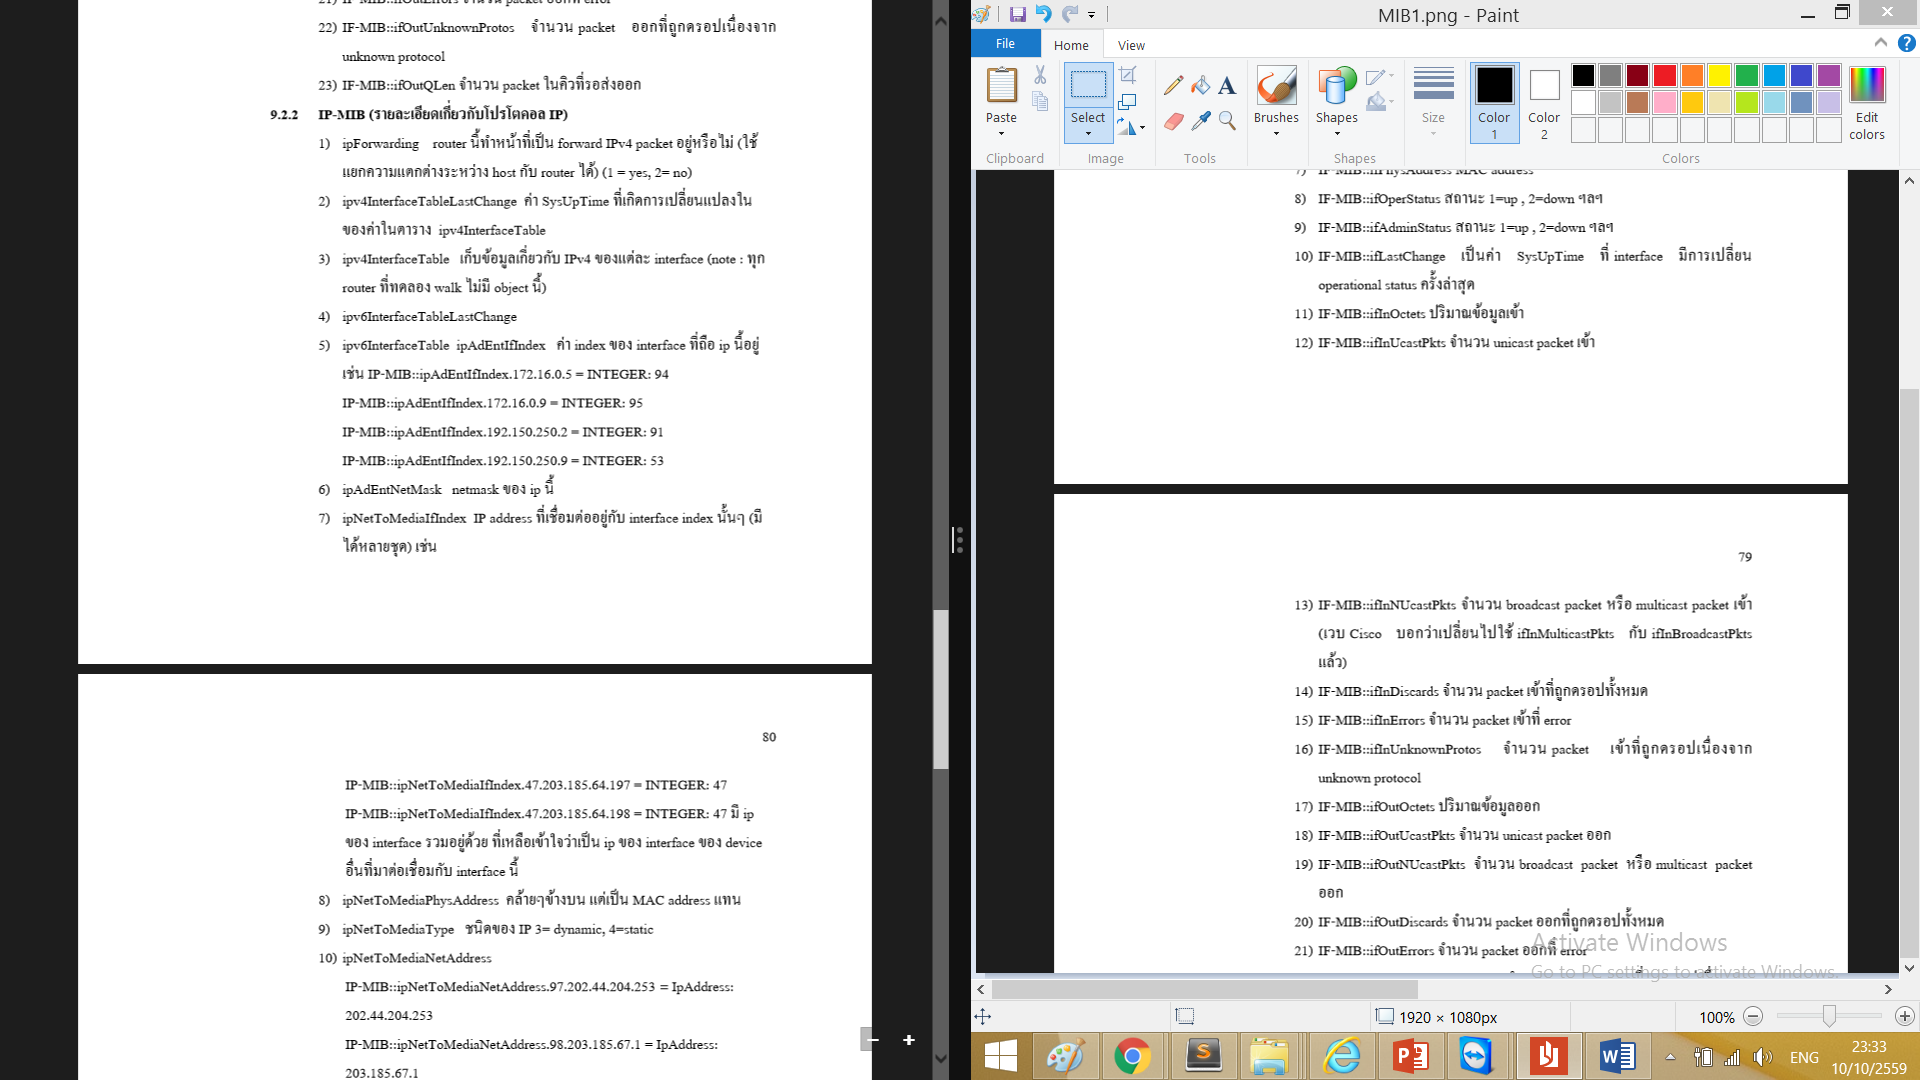 22) IF-MIB::ifOutUnknownProtos จำนวน packet ออกที่ถูกดรอปเนื่องจาก
unknown protocol
23) IF-MIB::ifOutQLen จำนวน packet ในคิวที่รอส่งออก
9.2.2 IP-MIB (รายละเอียดเกี่ยวกับโปรโตคอล IP)
1) ipForwarding router นี้ทำหน้าที่เป็น forward IPv4 packet อยู่หรือไม่ (ใช้
แยกความแตกต่างระหว่าง host กับ router ได้) (1 = yes, 2= no)
2) ipv4InterfaceTableLastChange ค่า SysUpTime ที่เกิดการเปลี่ยนแปลงใน
ของค่าในตาราง ipv4InterfaceTable
3) ipv4InterfaceTable เก็บข้อมูลเกี่ยวกับ IPv4 ของแต่ละ interface (note : ทุก
router ที่ทดลอง walk ไม่มี object นี้)
4) ipv6InterfaceTableLastChange
5) ipv6InterfaceTable ipAdEntIfIndex ค่า index ของ interface ที่ถือ ip นี้อยู่
เช่น IP-MIB::ipAdEntIfIndex.172.16.0.5 = INTEGER: 94
IP-MIB::ipAdEntIfIndex.172.16.0.9 = INTEGER: 95
IP-MIB::ipAdEntIfIndex.192.150.250.2 = INTEGER: 91
IP-MIB::ipAdEntIfIndex.192.150.250.9 = INTEGER: 53
6) ipAdEntNetMask netmask ของ ip นี้
7) ipNetToMediaIfIndex IP address ที่เชื่อมต่ออยู่กับ interface index นั้นๆ (มี
ได้หลายชุด) เช่น
80
IP-MIB::ipNetToMediaIfIndex.47.203.185.64.197 = INTEGER: 47
IP-MIB::ipNetToMediaIfIndex.47.203.185.64.198 = INTEGER: 47 มี ip
ของ interface รวมอยู่ด้วย ที่เหลือเข้าใจว่าเป็น ip ของ interface ของ device
อื่นที่มาต่อเชื่อมกับ interface นี้
8) ipNetToMediaPhysAddress คล้ายๆข้างบน แต่เป็น MAC address แทน
9) ipNetToMediaType ชนิดของ IP 3= dynamic, 4=static
10) ipNetToMediaNetAddress
IP-MIB::ipNetToMediaNetAddress.97.202.44.204.253 = IpAddress:
202.44.204.253
IP-MIB::ipNetToMediaNetAddress.98.203.185.67.1 = IpAddress:
203.185.67.1
MIB1.png - Paint
File Home View
Paste
Select
Brushes
Shapes
Size
Color 1
Color 2
Edit colors
Clipboard Image Tools Shapes Colors
7) IF-MIB::ifPhysAddress MAC address
8) IF-MIB::ifOperStatus สถานะ 1=up , 2=down ฯลฯ
9) IF-MIB::ifAdminStatus สถานะ 1=up , 2=down ฯลฯ
10) IF-MIB::ifLastChange เป็นค่า SysUpTime ที่ interface มีการเปลี่ยน
operational status ครั้งล่าสุด
11) IF-MIB::ifInOctets ปริมาณข้อมูลเข้า
12) IF-MIB::ifInUcastPkts จำนวน unicast packet เข้า
79
13) IF-MIB::ifInNUcastPkts จำนวน broadcast packet หรือ multicast packet เข้า
(เวบ Cisco บอกว่าเปลี่ยนไปใช้ ifInMulticastPkts กับ ifInBroadcastPkts
แล้ว)
14) IF-MIB::ifInDiscards จำนวน packet เข้าที่ถูกดรอปทั้งหมด
15) IF-MIB::ifInErrors จำนวน packet เข้าที่ error
16) IF-MIB::ifInUnknownProtos จำนวน packet เข้าที่ถูกดรอปเนื่องจาก
unknown protocol
17) IF-MIB::ifOutOctets ปริมาณข้อมูลออก
18) IF-MIB::ifOutUcastPkts จำนวน unicast packet ออก
19) IF-MIB::ifOutNUcastPkts จำนวน broadcast packet หรือ multicast packet
ออก
20) IF-MIB::ifOutDiscards จำนวน packet ออกที่ถูกดรอปทั้งหมด
21) IF-MIB::ifOutErrors จำนวน packet ออกที่ error
Activate Windows
Go to PC settings to activate Windows.
1920 × 1080px
100%
ENG
23:33
10/10/2559